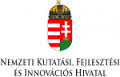 NEMZETI KUTATÁSI, FEJLESZTÉSI
ÉS INNOVÁCIÓS HIVATAL